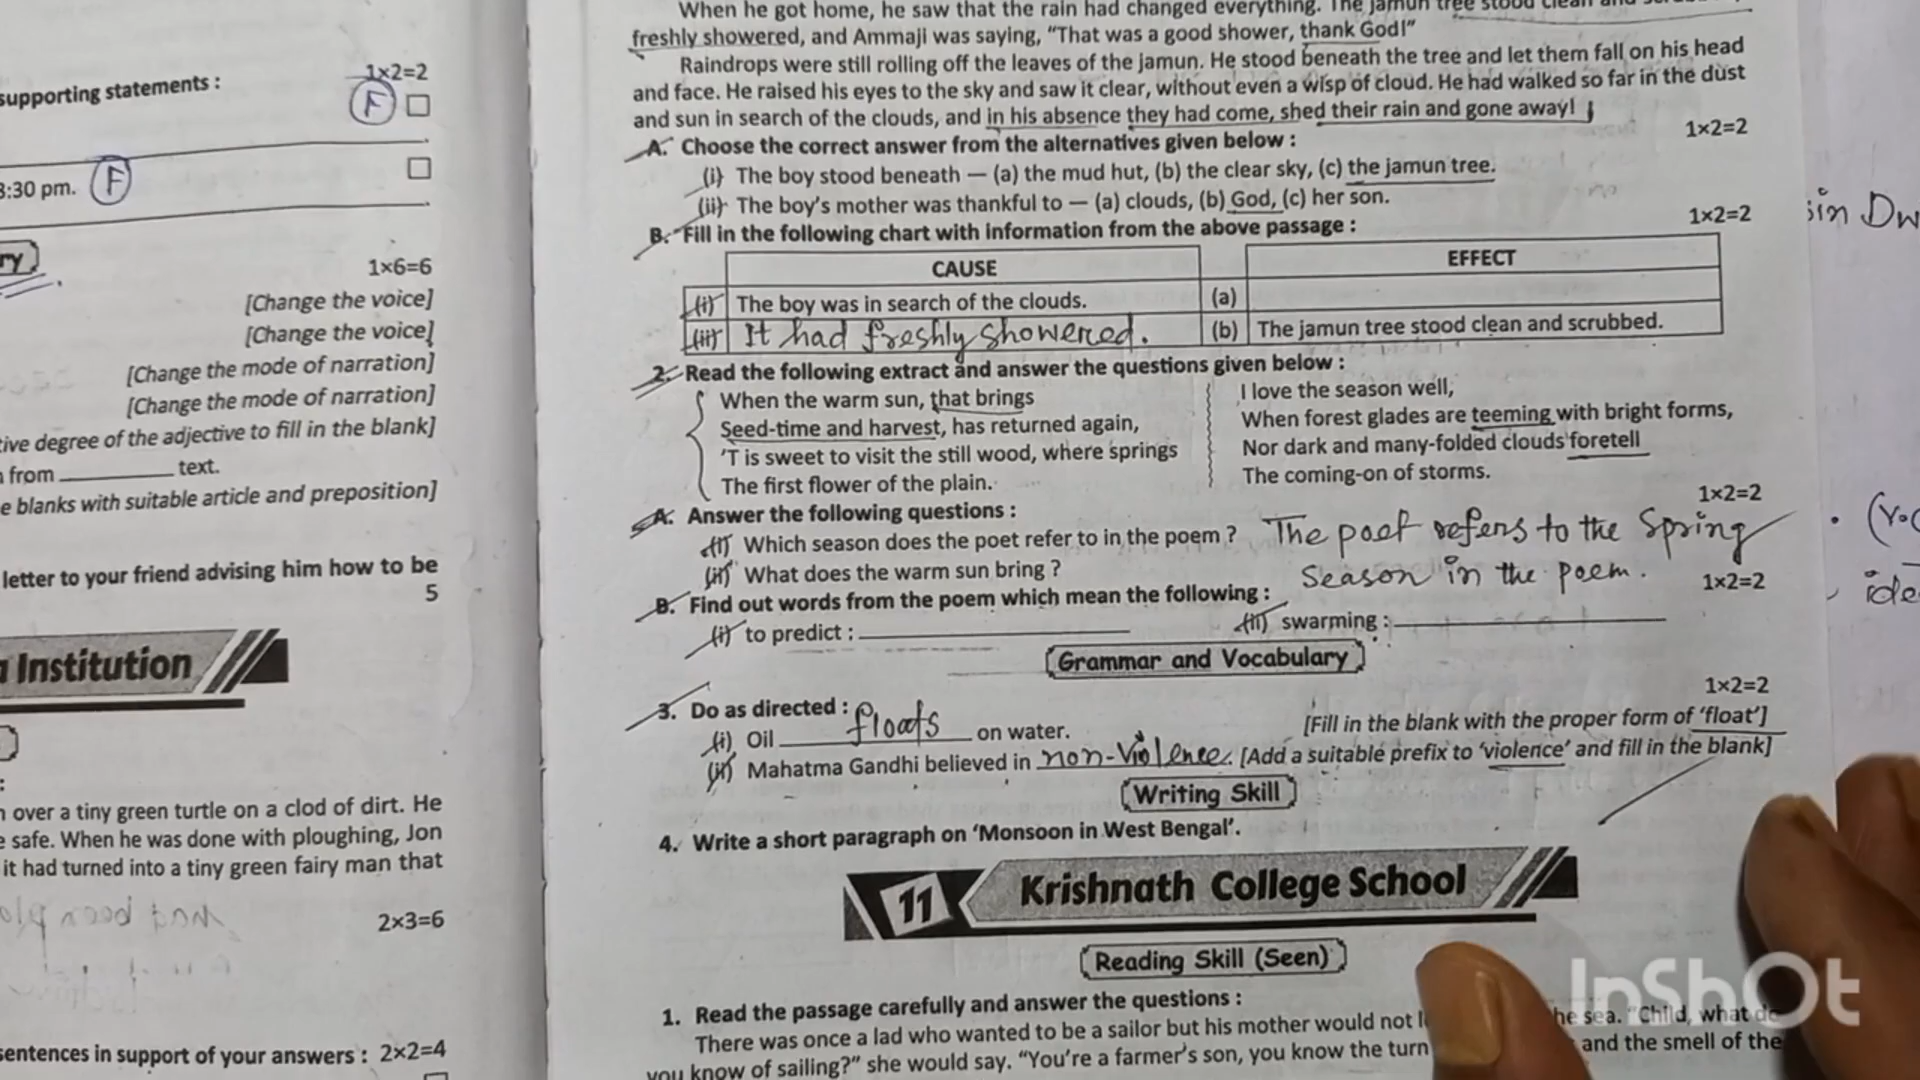 supporting statements : 1×2=2
F
3:30 pm. F
ry
1×6=6
[Change the voice]
[Change the voice]
[Change the mode of narration]
[Change the mode of narration]
tive degree of the adjective to fill in the blank]
from ________ text.
e blanks with suitable article and preposition]
letter to your friend advising him how to be
5
Institution
over a tiny green turtle on a clod of dirt. He
e safe. When he was done with ploughing, Jon
it had turned into a tiny green fairy man that
2×3=6
sentences in support of your answers : 2×2=4
When he got home, he saw that the rain had changed everything. The jamun tree stood clean and
freshly showered, and Ammaji was saying, “That was a good shower, thank God!”
Raindrops were still rolling off the leaves of the jamun. He stood beneath the tree and let them fall on his head
and face. He raised his eyes to the sky and saw it clear, without even a wisp of cloud. He had walked so far in the dust
and sun in search of the clouds, and in his absence they had come, shed their rain and gone away!
A. Choose the correct answer from the alternatives given below : 1×2=2
(i) The boy stood beneath — (a) the mud hut, (b) the clear sky, (c) the jamun tree.
(ii) The boy's mother was thankful to — (a) clouds, (b) God, (c) her son.
B. Fill in the following chart with information from the above passage : 1×2=2
CAUSE EFFECT
(i) The boy was in search of the clouds. (a)
(ii) It had freshly showered. (b) The jamun tree stood clean and scrubbed.
2. Read the following extract and answer the questions given below :
When the warm sun, that brings
Seed-time and harvest, has returned again,
'T is sweet to visit the still wood, where springs
The first flower of the plain.
I love the season well,
When forest glades are teeming with bright forms,
Nor dark and many-folded clouds foretell
The coming-on of storms.
A. Answer the following questions : 1×2=2
(i) Which season does the poet refer to in the poem ? The poet refers to the Spring
(ii) What does the warm sun bring ? Season in the poem.
B. Find out words from the poem which mean the following : 1×2=2
(i) to predict : ________ (ii) swarming : ________
Grammar and Vocabulary
3. Do as directed : 1×2=2
(i) Oil floats on water. [Fill in the blank with the proper form of 'float']
(ii) Mahatma Gandhi believed in non-violence. [Add a suitable prefix to 'violence' and fill in the blank]
Writing Skill
4. Write a short paragraph on 'Monsoon in West Bengal'.
11 Krishnath College School
Reading Skill (Seen)
1. Read the passage carefully and answer the questions :
There was once a lad who wanted to be a sailor but his mother would not he sea. “Child, what do
you know of sailing?” she would say. “You're a farmer's son, you know the turn and the smell of the
InShOt